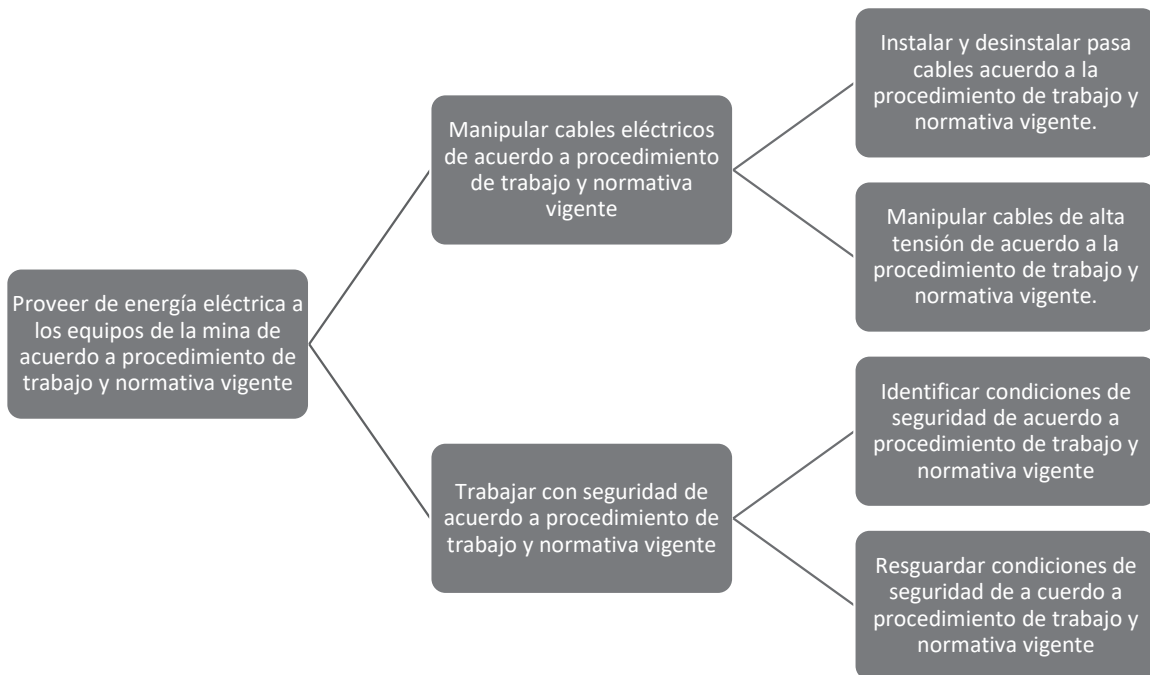 Proveer de energía eléctrica a
los equipos de la mina de
acuerdo a procedimiento de
trabajo y normativa vigente
Manipular cables eléctricos
de acuerdo a procedimiento
de trabajo y normativa
vigente
Instalar y desinstalar pasa
cables acuerdo a la
procedimiento de trabajo y
normativa vigente.
Manipular cables de alta
tensión de acuerdo a la
procedimiento de trabajo y
normativa vigente.
Trabajar con seguridad de
acuerdo a procedimiento de
trabajo y normativa vigente
Identificar condiciones de
seguridad de acuerdo a
procedimiento de trabajo y
normativa vigente
Resguardar condiciones de
seguridad de a cuerdo a
procedimiento de trabajo y
normativa vigente